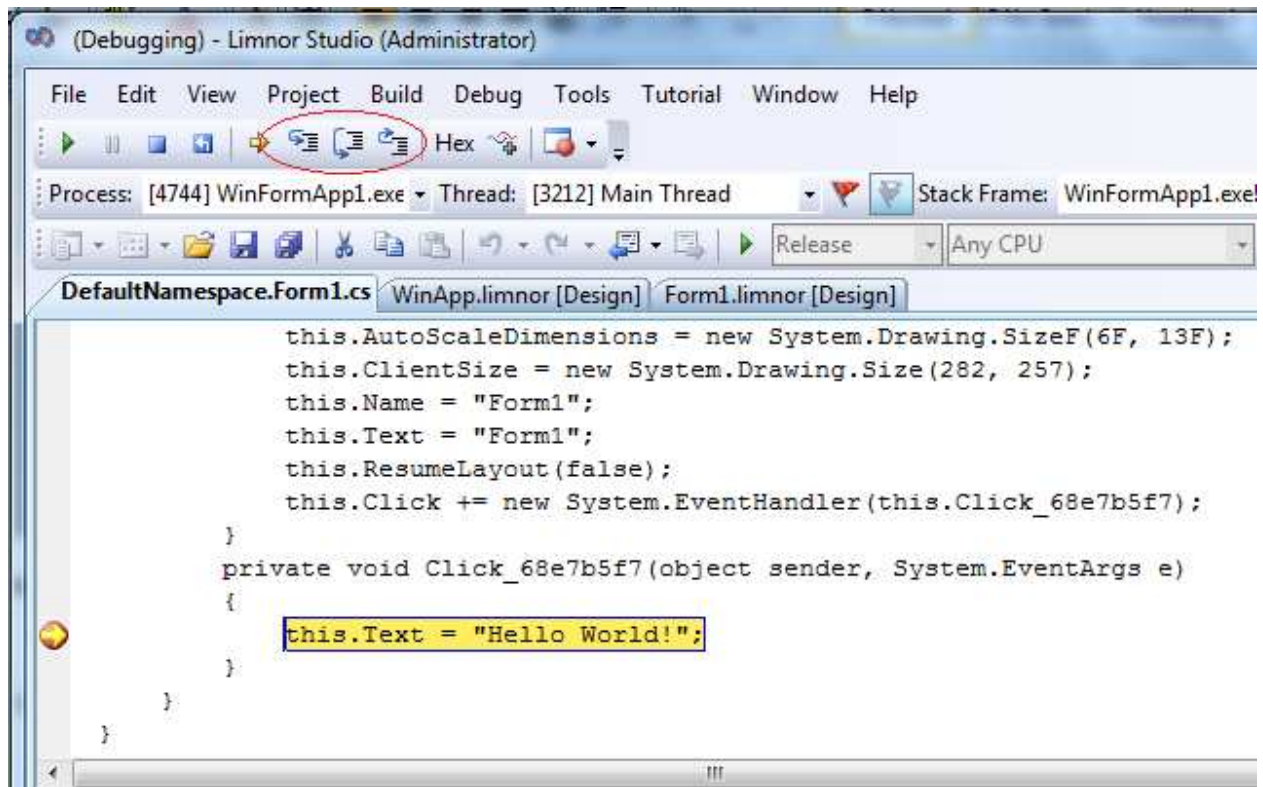 (Debugging) - Limnor Studio (Administrator)
File Edit View Project Build Debug Tools Tutorial Window Help
Hex
Process: [4744] WinFormApp1.exe Thread: [3212] Main Thread Stack Frame: WinFormApp1.exe!
Release Any CPU
DefaultNamespace.Form1.cs WinApp.limnor [Design] Form1.limnor [Design]
this.AutoScaleDimensions = new System.Drawing.SizeF(6F, 13F);
this.ClientSize = new System.Drawing.Size(282, 257);
this.Name = "Form1";
this.Text = "Form1";
this.ResumeLayout(false);
this.Click += new System.EventHandler(this.Click_68e7b5f7);
}
private void Click_68e7b5f7(object sender, System.EventArgs e)
{
this.Text = "Hello World!";
}
}
}